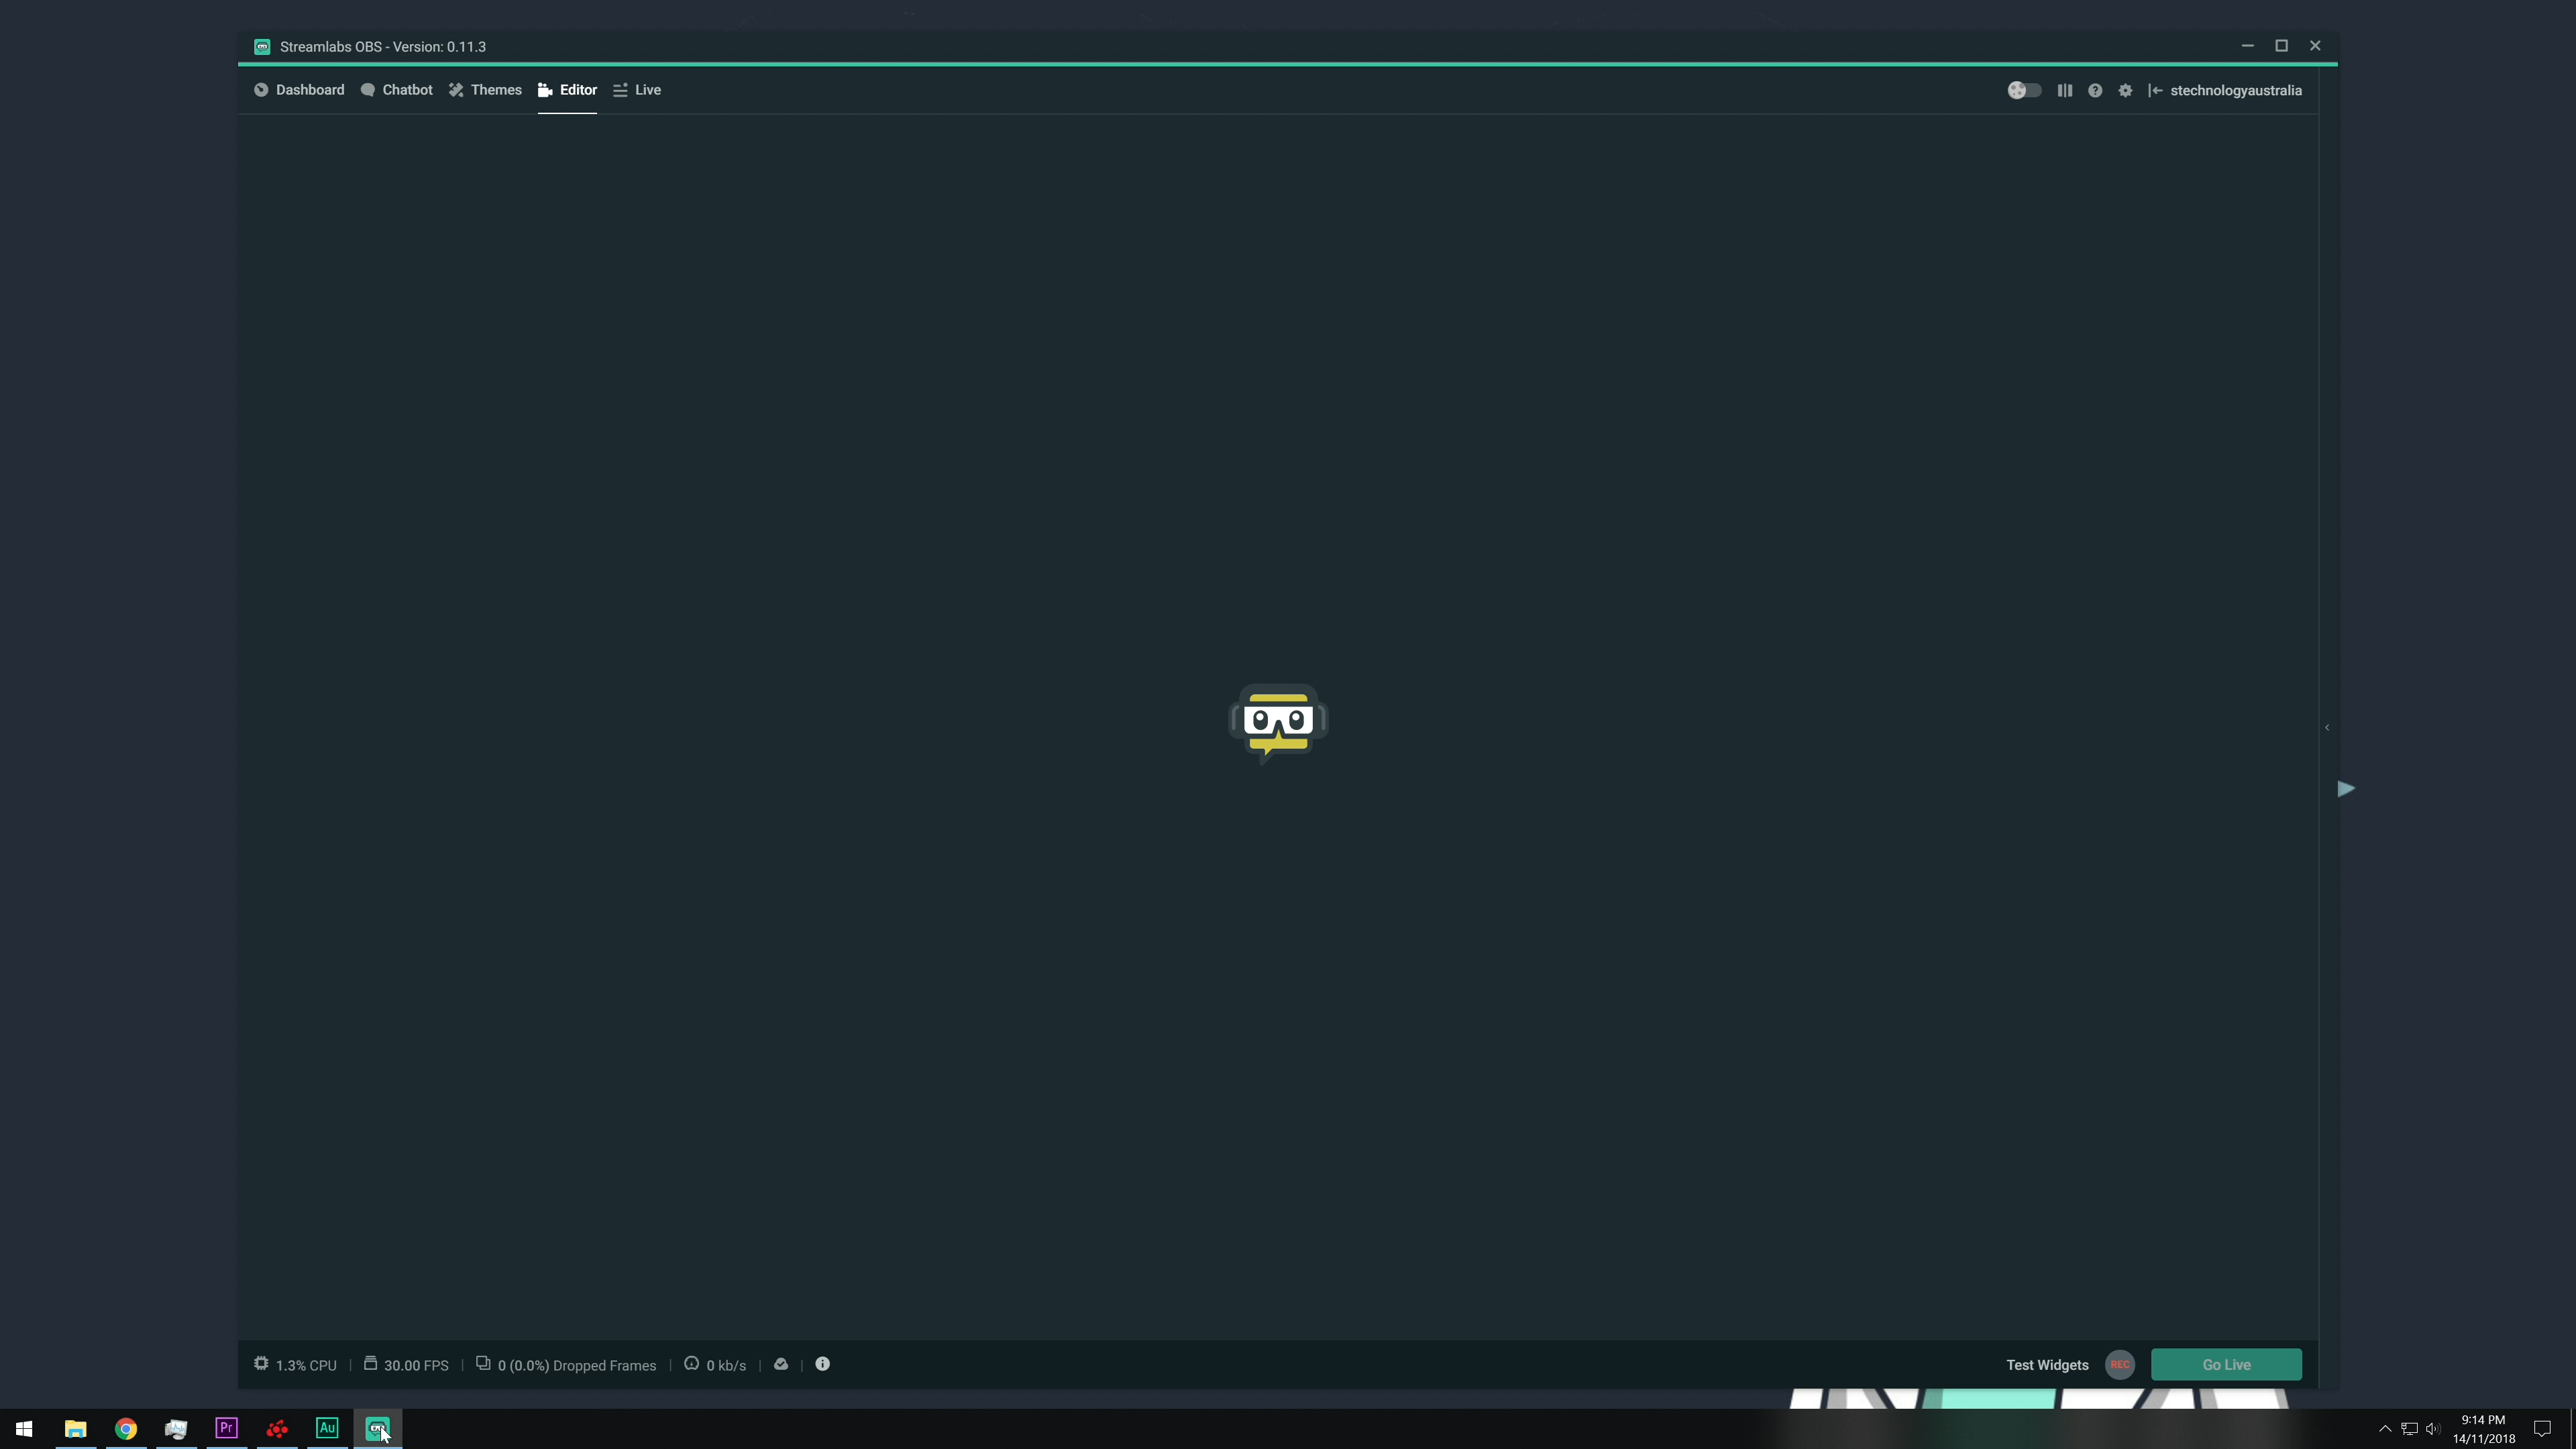 Streamlabs OBS - Version: 0.11.3
Dashboard Chatbot Themes Editor Live
stechnologyaustralia
1.3% CPU | 30.00 FPS | 0 (0.0%) Dropped Frames | 0 kb/s
Test Widgets REC Go Live
Pr Au
9:14 PM
14/11/2018